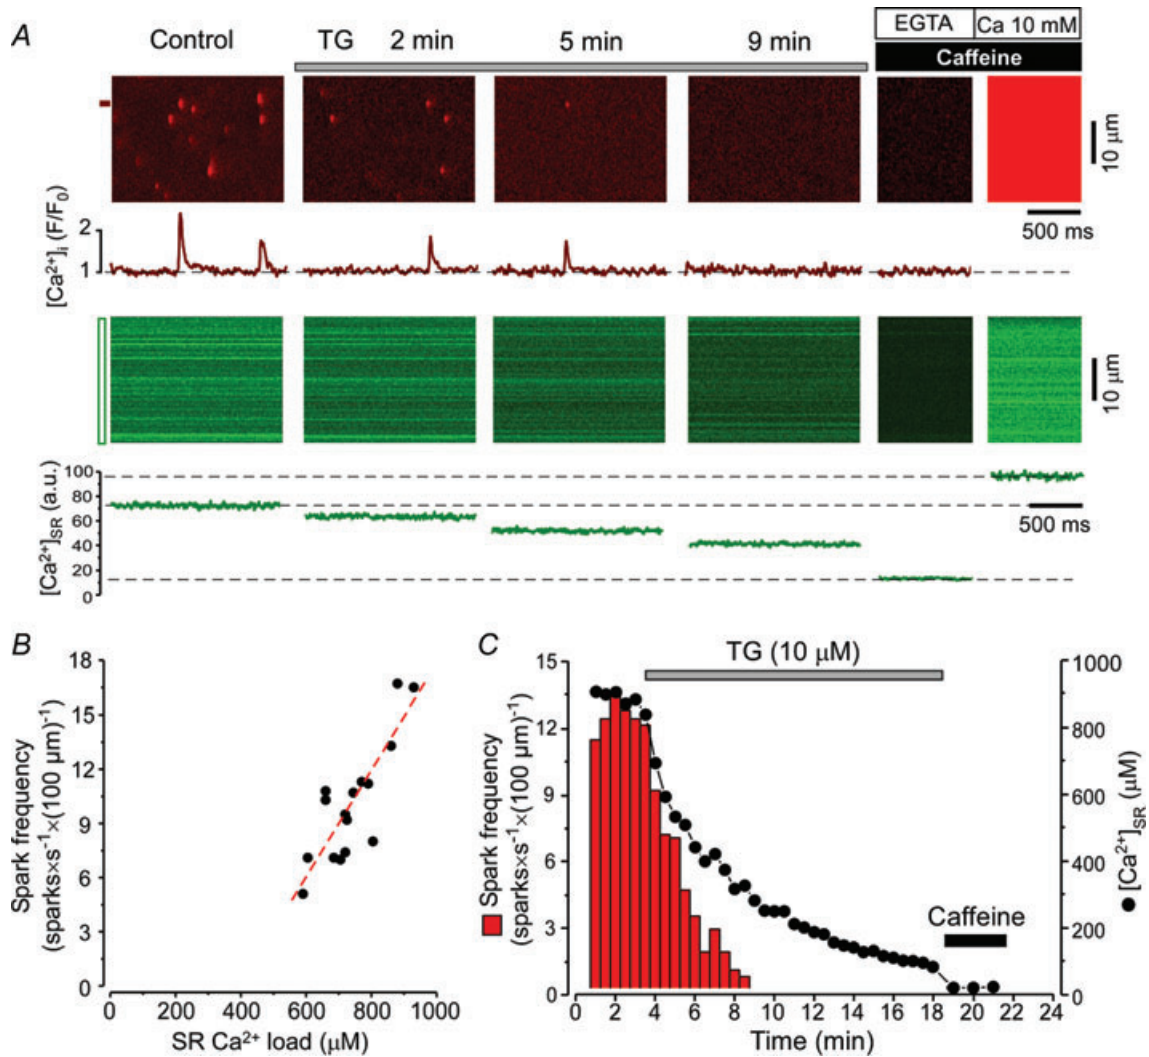 A
Control
TG 2 min
5 min
9 min
EGTA
Ca 10 mM
Caffeine
10 µm
500 ms
[Ca²⁺]ᵢ (F/F₀)
2
1
10 µm
[Ca²⁺]SR (a.u.)
100
80
60
40
20
0
500 ms
B
Spark frequency
(sparks×s⁻¹×(100 µm)⁻¹
18
15
12
9
6
3
0
0 200 400 600 800 1000
SR Ca²⁺ load (µM)
C
TG (10 µM)
Spark frequency
(sparks×s⁻¹×(100 µm)⁻¹
15
12
9
6
3
0
Caffeine
1000
800
600
400
200
0
[Ca²⁺]SR (µM)
0 2 4 6 8 10 12 14 16 18 20 22 24
Time (min)